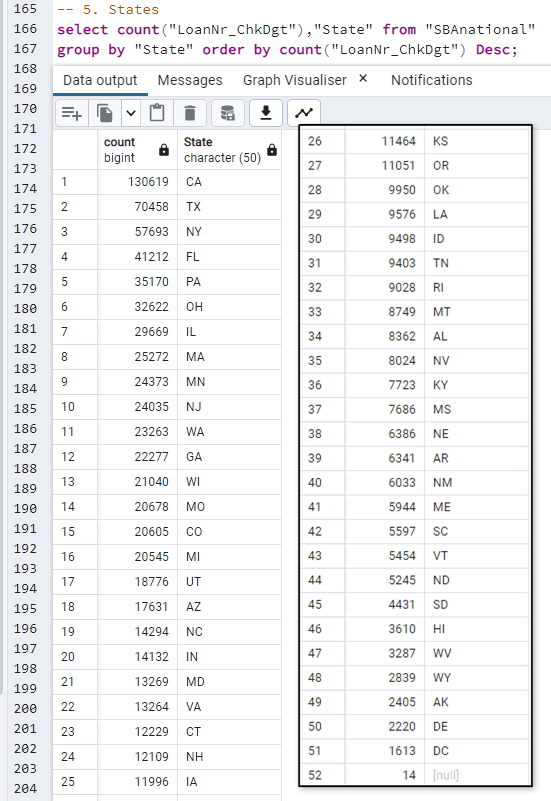 165 -- 5. States
166 select count("LoanNr_ChkDgt"),"State" from "SBAnational"
167 group by "State" order by count("LoanNr_ChkDgt") Desc;
168
169
170
171
172
173
174
175
176
177
178
179
180
181
182
183
184
185
186
187
188
189
190
191
192
193
194
195
196
197
198
199
200
201
202
203
204
Data output Messages Graph Visualiser × Notifications
count State
bigint character (50)
1 130619 CA
2 70458 TX
3 57693 NY
4 41212 FL
5 35170 PA
6 32622 OH
7 29669 IL
8 25272 MA
9 24373 MN
10 24035 NJ
11 23263 WA
12 22277 GA
13 21040 WI
14 20678 MO
15 20605 CO
16 20545 MI
17 18776 UT
18 17631 AZ
19 14294 NC
20 14132 IN
21 13269 MD
22 13264 VA
23 12229 CT
24 12109 NH
25 11996 IA
26 11464 KS
27 11051 OR
28 9950 OK
29 9576 LA
30 9498 ID
31 9403 TN
32 9028 RI
33 8749 MT
34 8362 AL
35 8024 NV
36 7723 KY
37 7686 MS
38 6386 NE
39 6341 AR
40 6033 NM
41 5944 ME
42 5597 SC
43 5454 VT
44 5245 ND
45 4431 SD
46 3610 HI
47 3287 WV
48 2839 WY
49 2405 AK
50 2220 DE
51 1613 DC
52 14 [null]